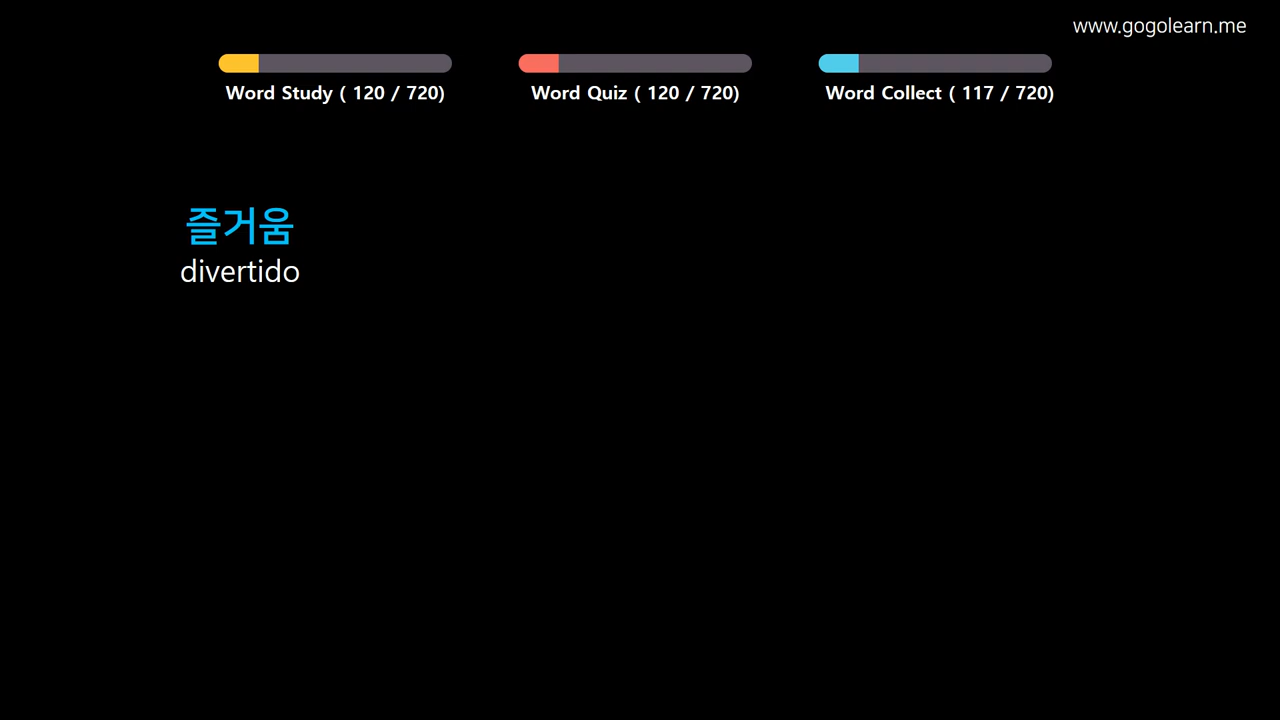 www.gogolearn.me
Word Study ( 120 / 720)
Word Quiz ( 120 / 720)
Word Collect ( 117 / 720)
즐거움
divertido